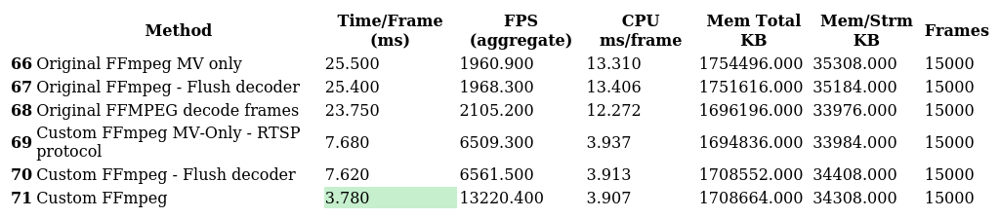 Method Time/Frame (ms) FPS (aggregate) CPU ms/frame Mem Total KB Mem/Strm KB Frames
66 Original FFmpeg MV only 25.500 1960.900 13.310 1754496.000 35308.000 15000
67 Original FFmpeg - Flush decoder 25.400 1968.300 13.406 1751616.000 35184.000 15000
68 Original FFMPEG decode frames 23.750 2105.200 12.272 1696196.000 33976.000 15000
69 Custom FFmpeg MV-Only - RTSP protocol 7.680 6509.300 3.937 1694836.000 33984.000 15000
70 Custom FFmpeg - Flush decoder 7.620 6561.500 3.913 1708552.000 34408.000 15000
71 Custom FFmpeg 3.780 13220.400 3.907 1708664.000 34308.000 15000